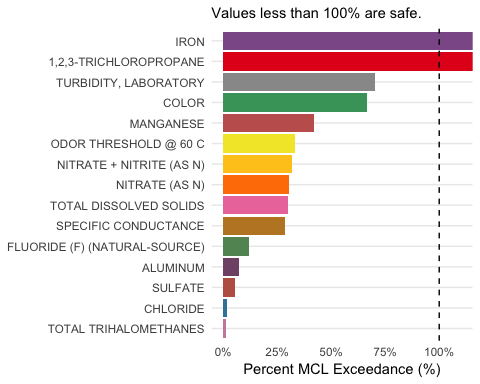 Values less than 100% are safe.
IRON
1,2,3-TRICHLOROPROPANE
TURBIDITY, LABORATORY
COLOR
MANGANESE
ODOR THRESHOLD @ 60 C
NITRATE + NITRITE (AS N)
NITRATE (AS N)
TOTAL DISSOLVED SOLIDS
SPECIFIC CONDUCTANCE
FLUORIDE (F) (NATURAL-SOURCE)
ALUMINUM
SULFATE
CHLORIDE
TOTAL TRIHALOMETHANES
0% 25% 50% 75% 100%
Percent MCL Exceedance (%)